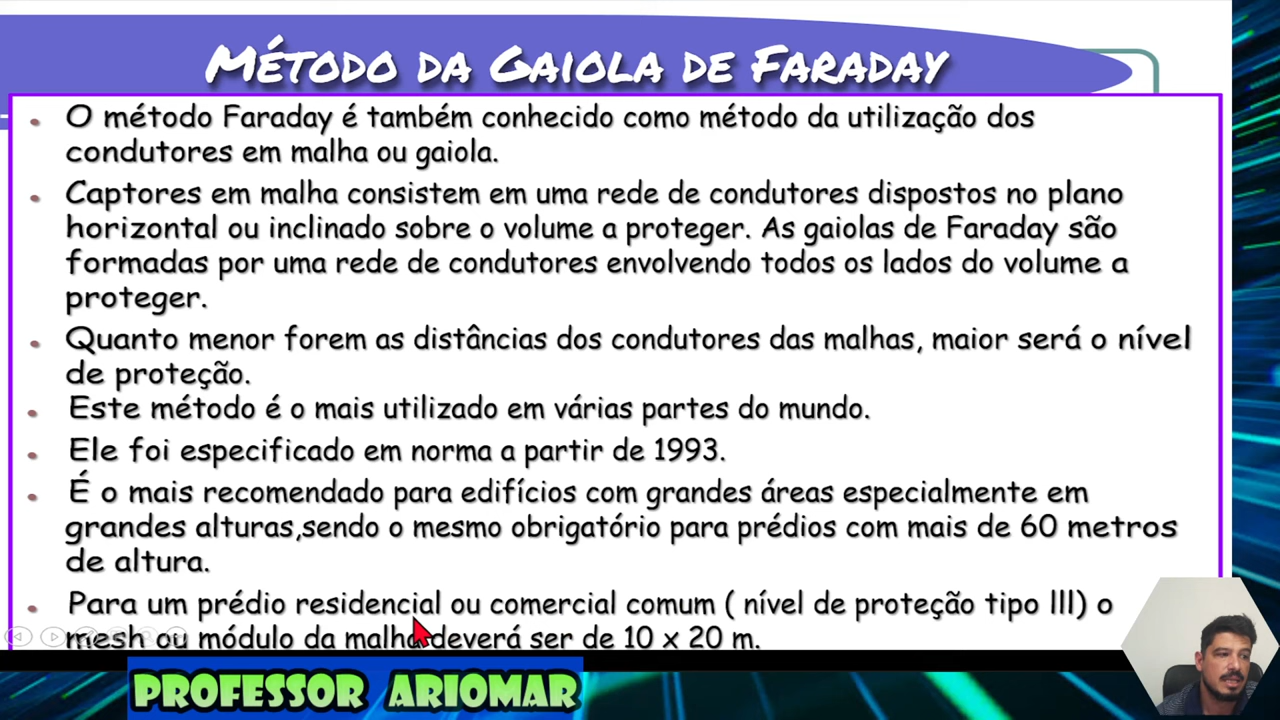 Método da Gaiola de Faraday
O método Faraday é também conhecido como método da utilização dos
condutores em malha ou gaiola.
Captores em malha consistem em uma rede de condutores dispostos no plano
horizontal ou inclinado sobre o volume a proteger. As gaiolas de Faraday são
formadas por uma rede de condutores envolvendo todos os lados do volume a
proteger.
Quanto menor forem as distâncias dos condutores das malhas, maior será o nível
de proteção.
Este método é o mais utilizado em várias partes do mundo.
Ele foi especificado em norma a partir de 1993.
É o mais recomendado para edifícios com grandes áreas especialmente em
grandes alturas,sendo o mesmo obrigatório para prédios com mais de 60 metros
de altura.
Para um prédio residencial ou comercial comum ( nível de proteção tipo lll) o
mesh ou módulo da malha deverá ser de 10 x 20 m.
PROFESSOR ARIOMAR